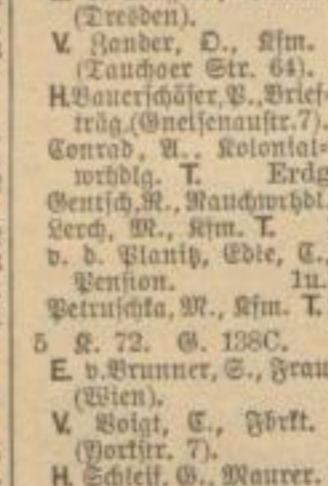 (Dresden).
V. Zander, O., Kfm.
(Tauchaer Str. 64).
H. Bauerschäfer, P., Brief-
träg. (Gneisenaustr. 7).
Conrad, A., Kolonial-
wrhdlg. T. Erdg
Gentsch, R., Rauchwrhdl.
Lerch, M., Kfm. T.
v. d. Planitz, Edle, C.,
Pension. 1u.
Petruschka, M., Kfm. T.
5 K. 72. G. 138C.
E. v. Brunner, S., Frau
(Wien).
V. Voigt, C., Fbrkt.
(Yorkstr. 7).
H. Schleif, G., Maurer.